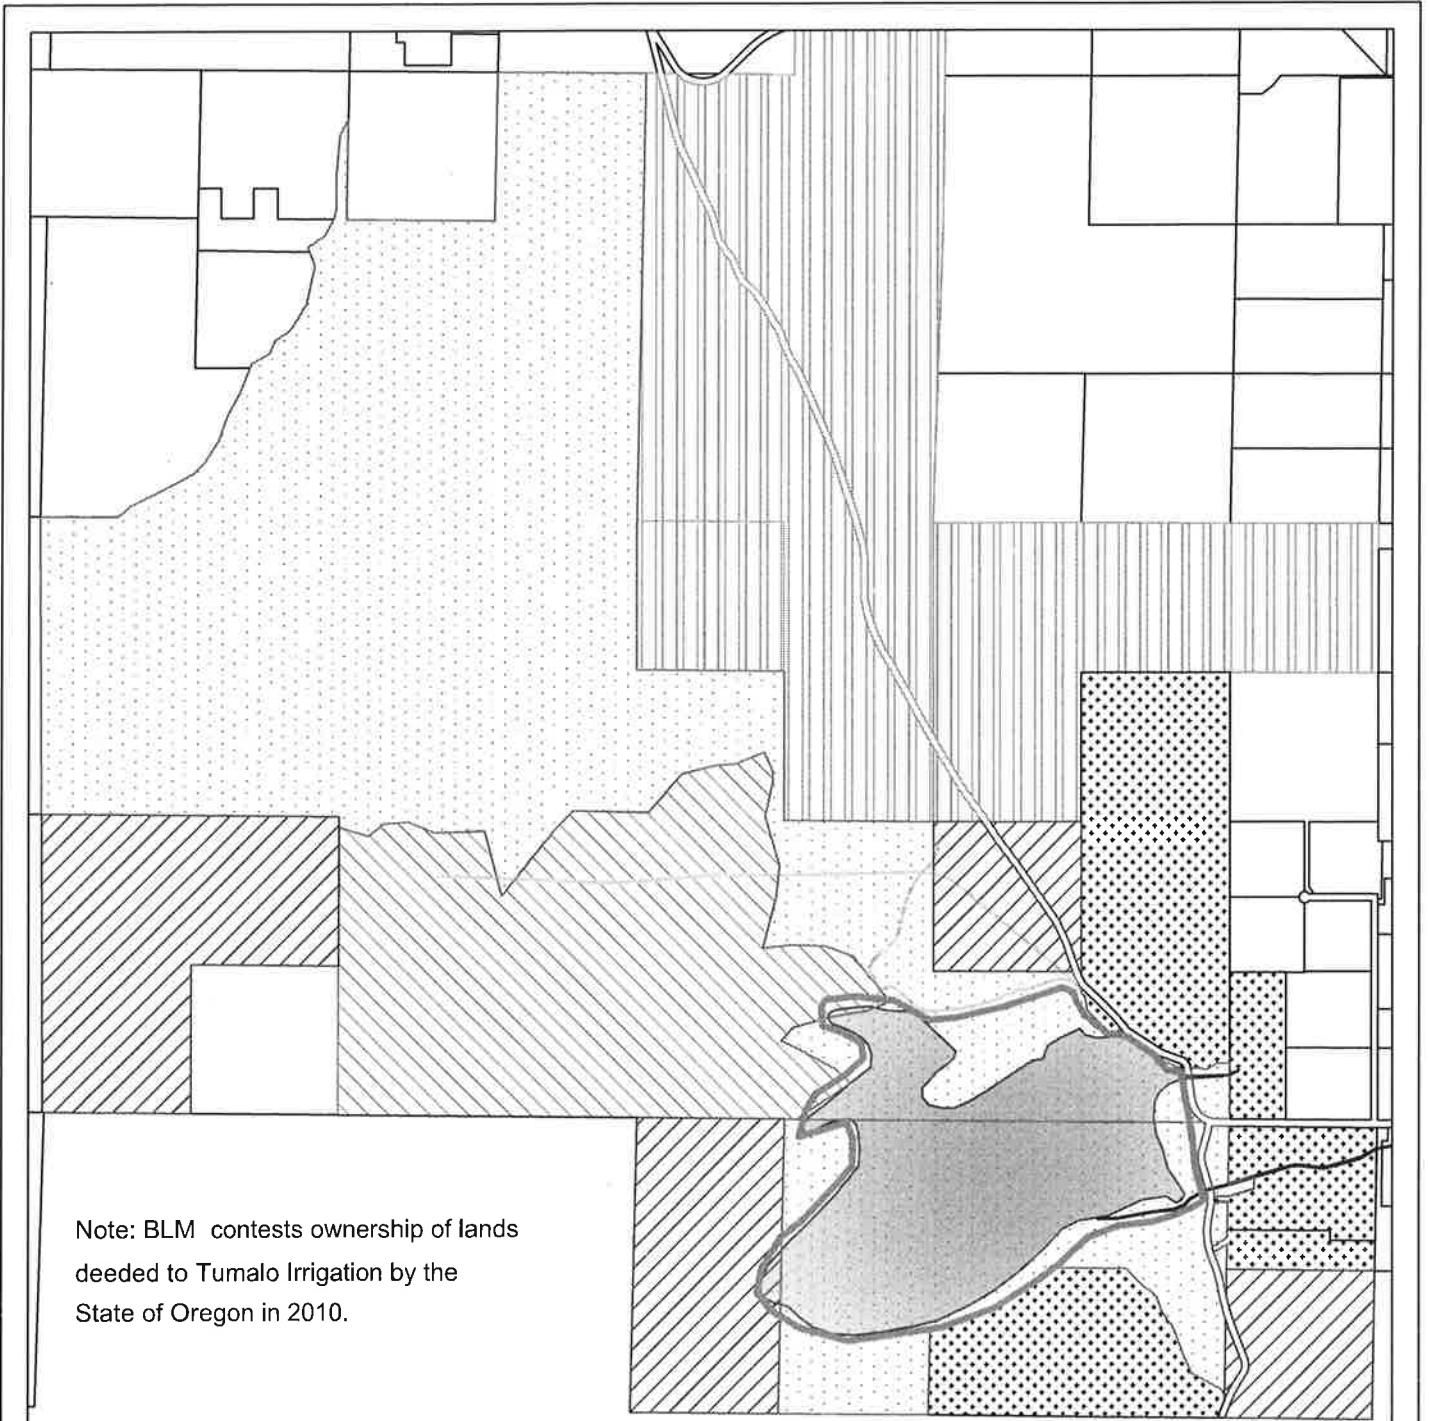 Note: BLM contests ownership of lands
deeded to Tumalo Irrigation by the
State of Oregon in 2010.